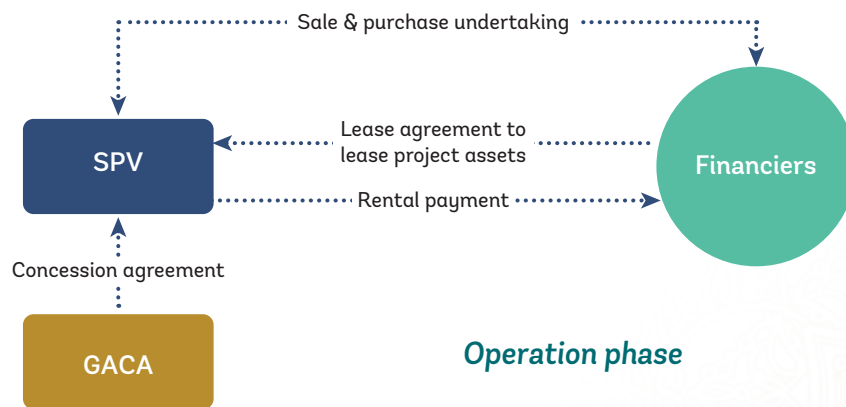 Sale & purchase undertaking
SPV
Lease agreement to
lease project assets
Financiers
Rental payment
Concession agreement
GACA
Operation phase